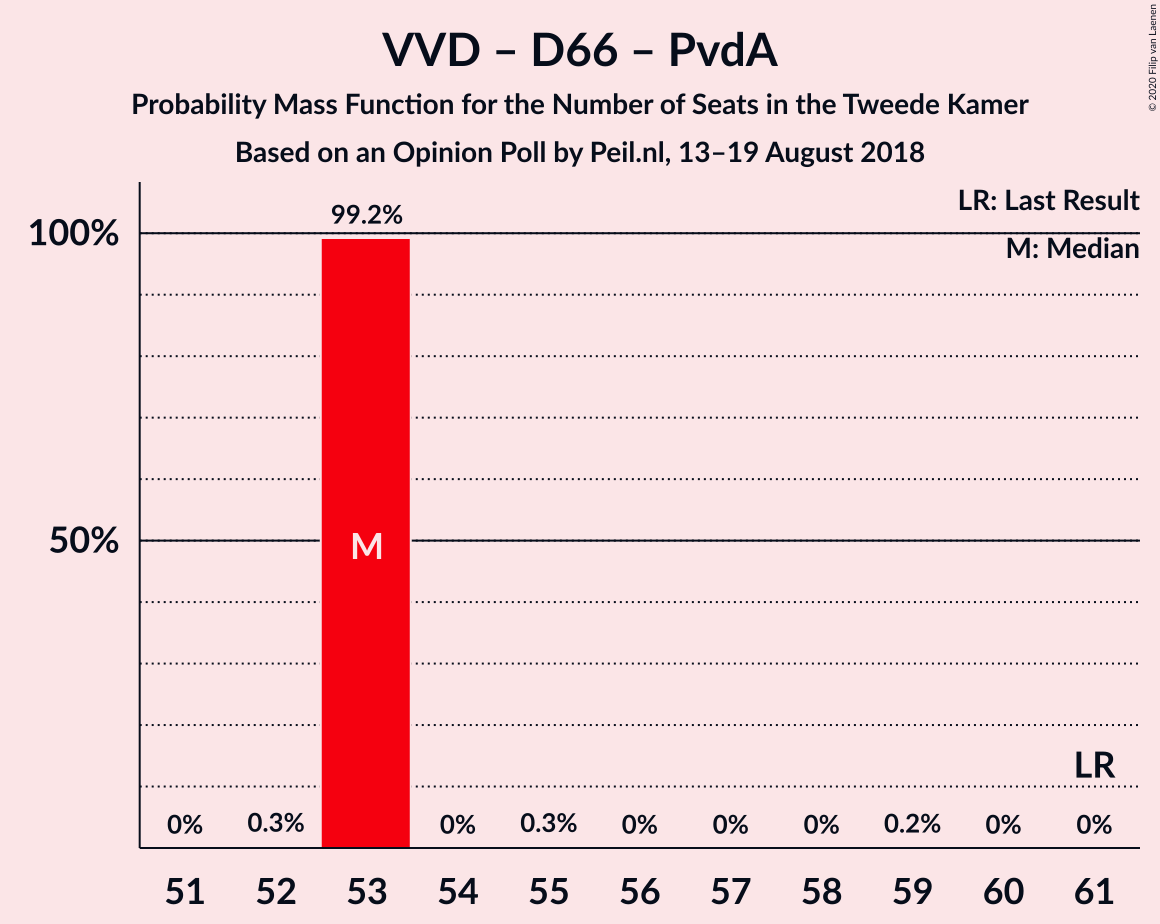 VVD – D66 – PvdA
Probability Mass Function for the Number of Seats in the Tweede Kamer
Based on an Opinion Poll by Peil.nl, 13–19 August 2018
© 2020 Filip van Laenen
LR: Last Result
M: Median
99.2%
100%
50%
M
LR
0% 0.3% 0% 0.3% 0% 0% 0% 0.2% 0% 0%
51 52 53 54 55 56 57 58 59 60 61